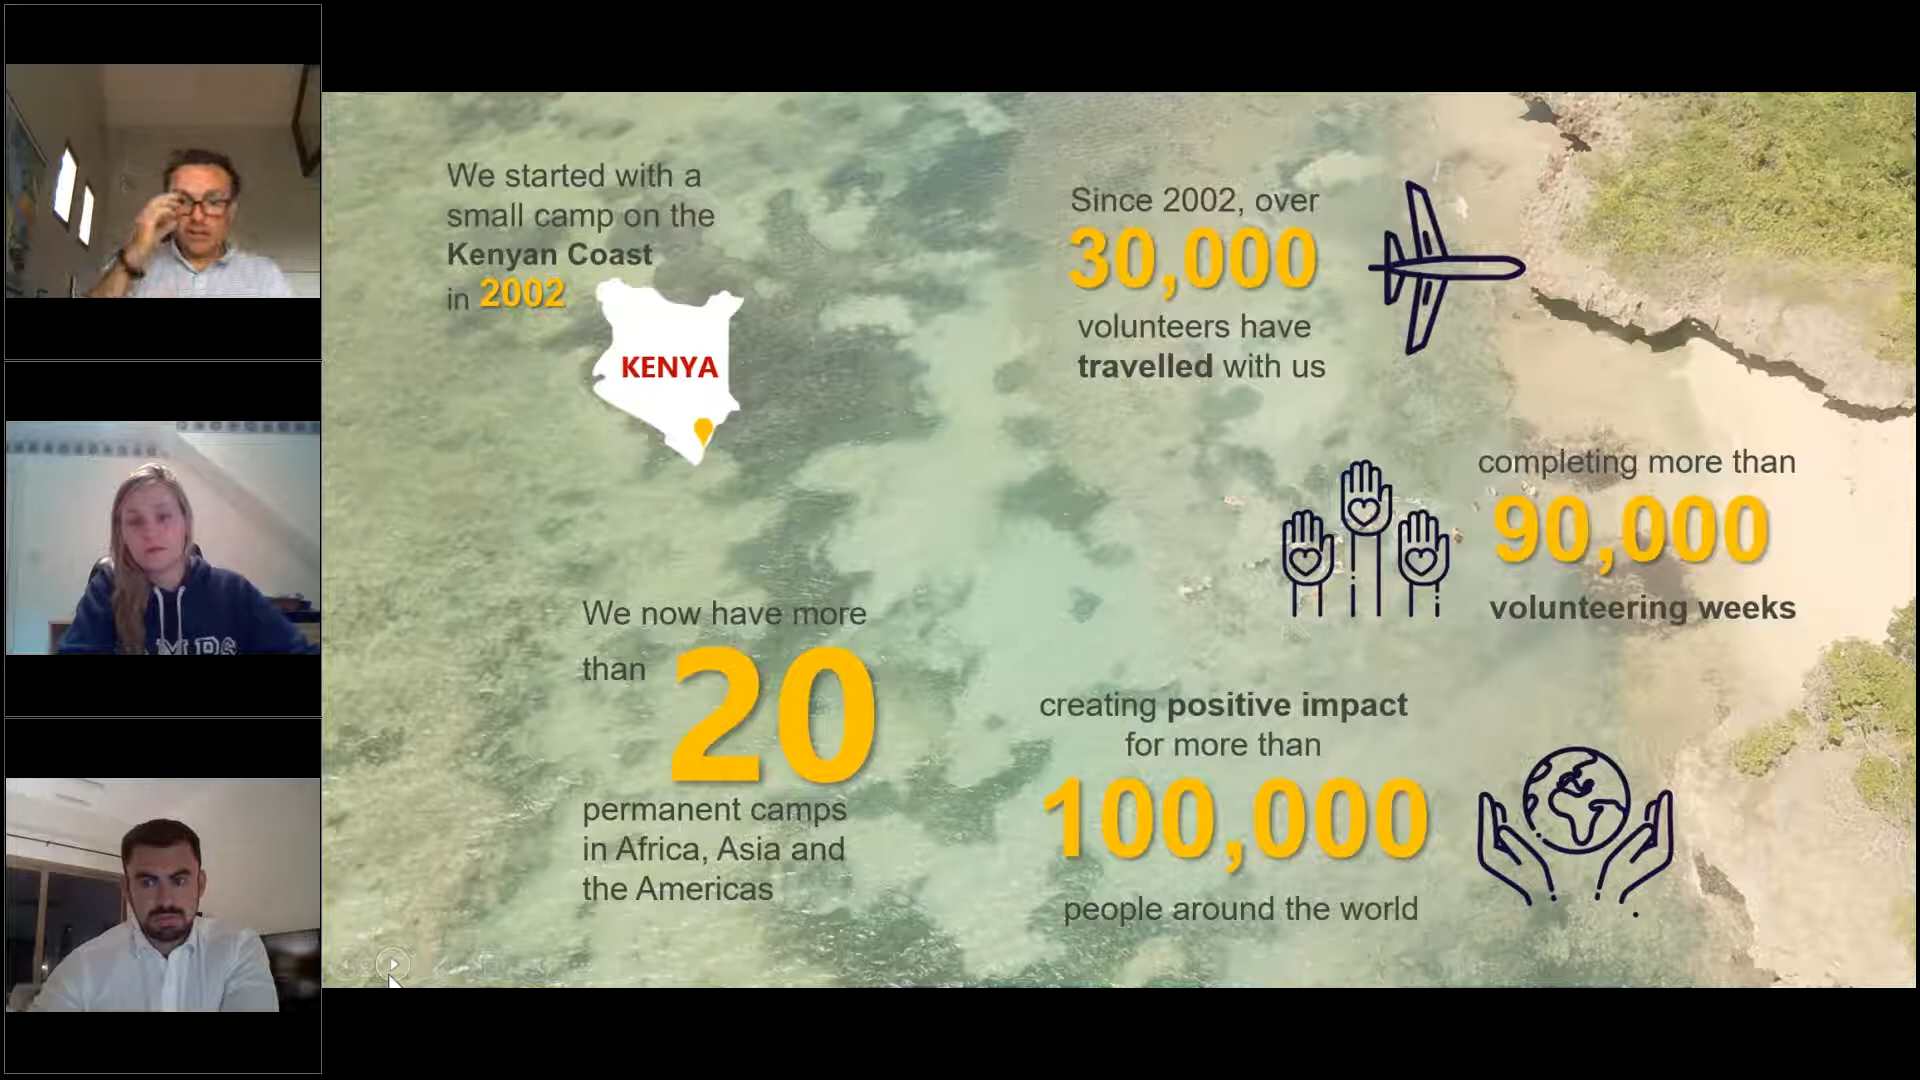 We started with a
small camp on the
Kenyan Coast
in 2002
KENYA
We now have more
than 20
permanent camps
in Africa, Asia and
the Americas
Since 2002, over
30,000
volunteers have
travelled with us
completing more than
90,000
volunteering weeks
creating positive impact
for more than
100,000
people around the world